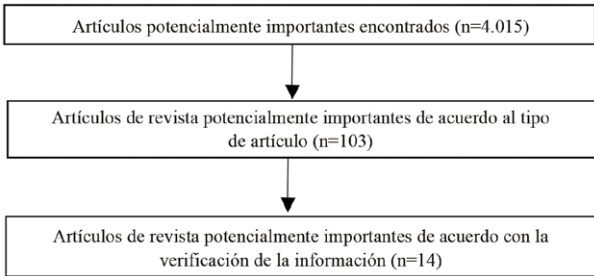 Artículos potencialmente importantes encontrados (n=4.015)
Artículos de revista potencialmente importantes de acuerdo al tipo
de artículo (n=103)
Artículos de revista potencialmente importantes de acuerdo con la
verificación de la información (n=14)